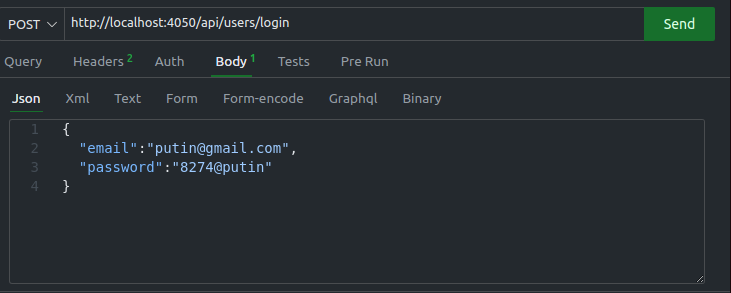 POST http://localhost:4050/api/users/login Send
Query Headers 2 Auth Body 1 Tests Pre Run
Json Xml Text Form Form-encode Graphql Binary
1 {
2 "email":"putin@gmail.com",
3 "password":"8274@putin"
4 }